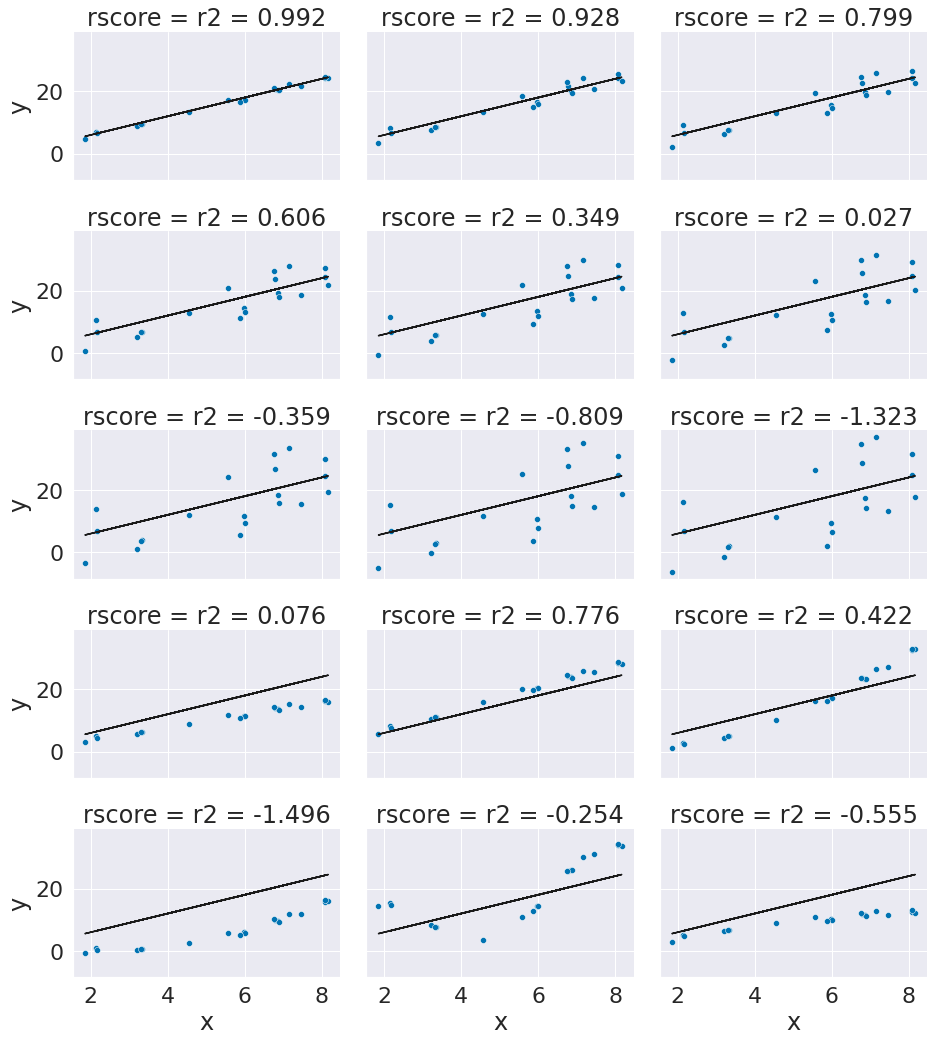 rscore = r2 = 0.992 rscore = r2 = 0.928 rscore = r2 = 0.799
y
20
0
rscore = r2 = 0.606 rscore = r2 = 0.349 rscore = r2 = 0.027
y
20
0
rscore = r2 = -0.359 rscore = r2 = -0.809 rscore = r2 = -1.323
y
20
0
rscore = r2 = 0.076 rscore = r2 = 0.776 rscore = r2 = 0.422
y
20
0
rscore = r2 = -1.496 rscore = r2 = -0.254 rscore = r2 = -0.555
y
20
0
2 4 6 8 2 4 6 8 2 4 6 8
x x x